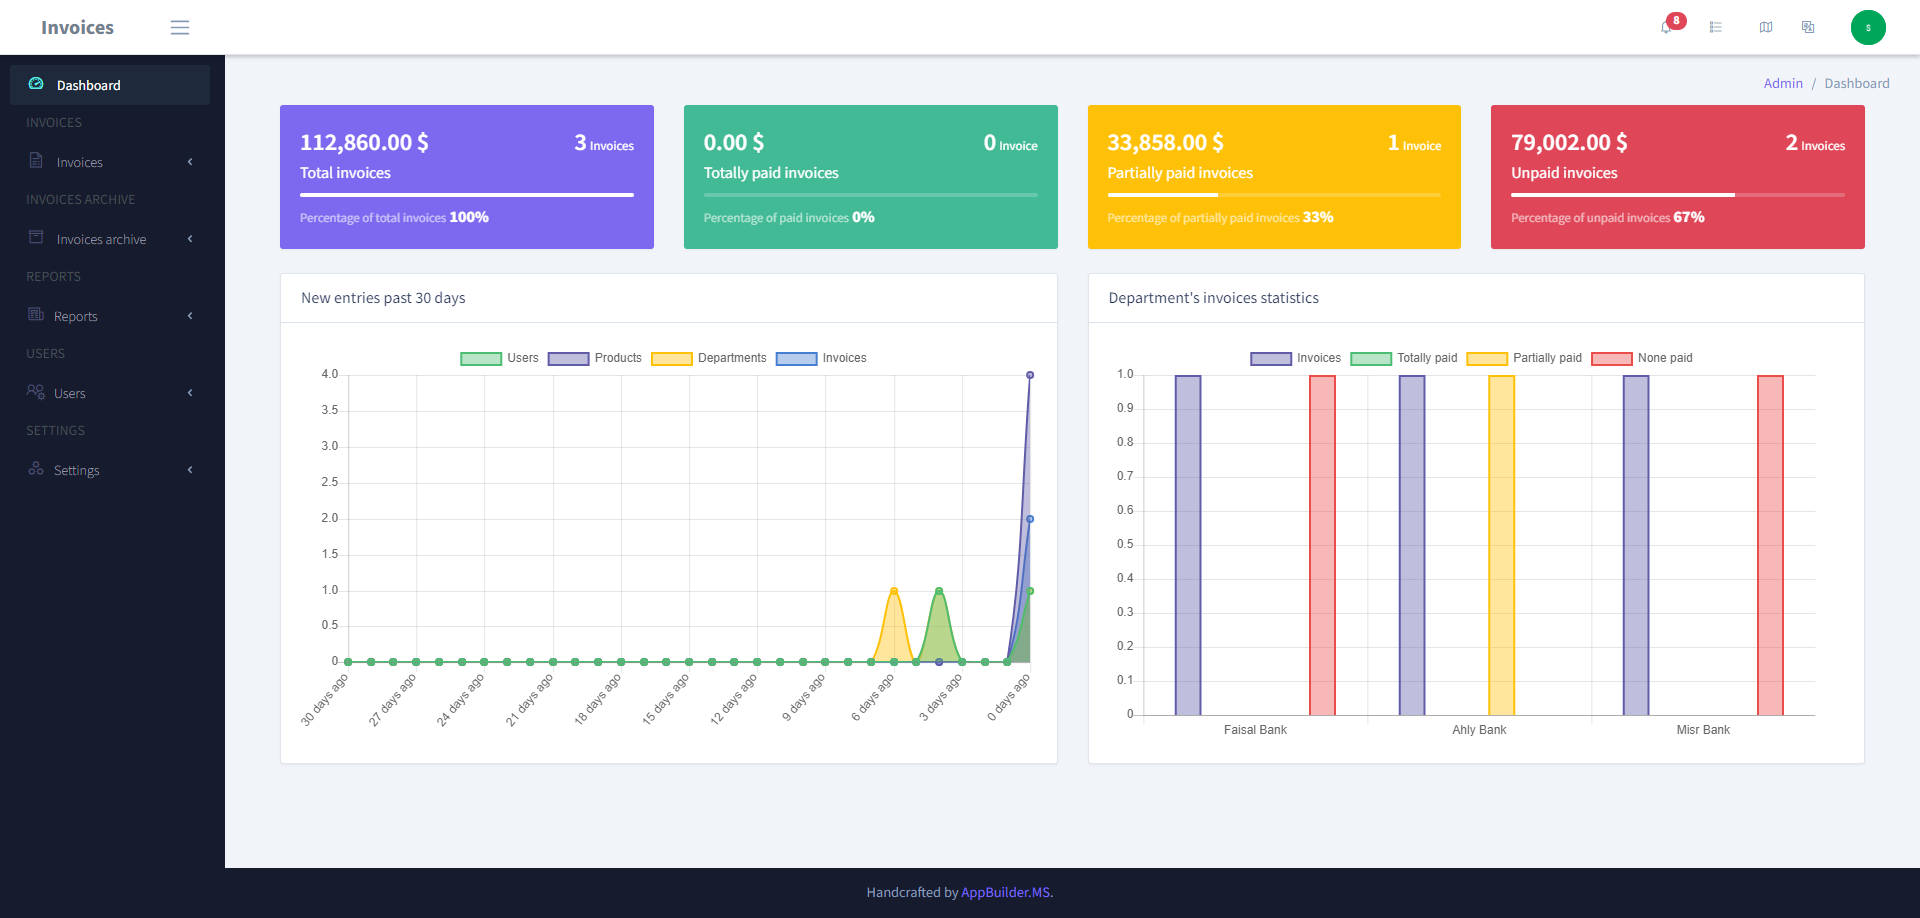 Invoices
8
$
Dashboard
INVOICES
Invoices
INVOICES ARCHIVE
Invoices archive
REPORTS
Reports
USERS
Users
SETTINGS
Settings
Admin / Dashboard
112,860.00 $ 3 Invoices
Total invoices
Percentage of total invoices 100%
0.00 $ 0 Invoice
Totally paid invoices
Percentage of paid invoices 0%
33,858.00 $ 1 Invoice
Partially paid invoices
Percentage of partially paid invoices 33%
79,002.00 $ 2 Invoices
Unpaid invoices
Percentage of unpaid invoices 67%
New entries past 30 days
Users Products Departments Invoices
4.0
3.5
3.0
2.5
2.0
1.5
1.0
0.5
0
30 days ago 27 days ago 24 days ago 21 days ago 18 days ago 15 days ago 12 days ago 9 days ago 6 days ago 3 days ago 0 days ago
Department's invoices statistics
Invoices Totally paid Partially paid None paid
1.0
0.9
0.8
0.7
0.6
0.5
0.4
0.3
0.2
0.1
0
Faisal Bank Ahly Bank Misr Bank
Handcrafted by AppBuilder.MS.